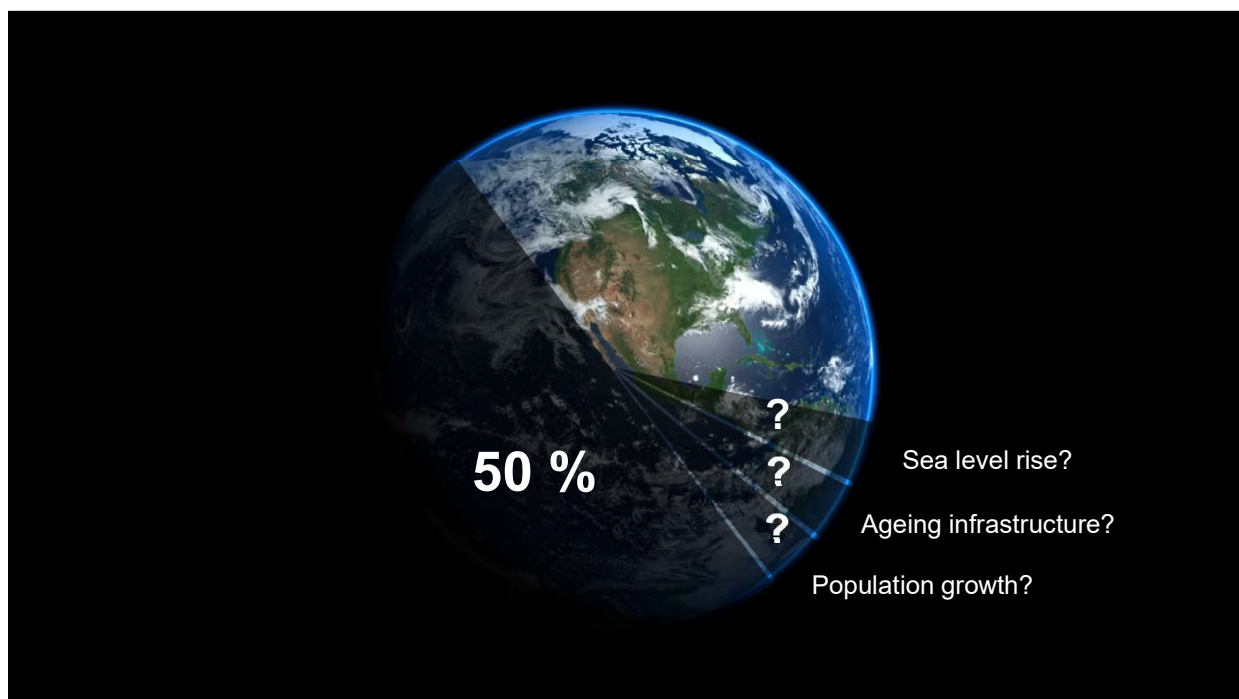 ?
Sea level rise?
50 %
?
Ageing infrastructure?
?
Population growth?